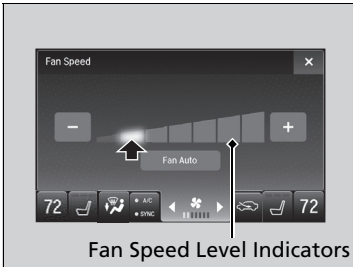 Fan Speed
×
− +
Fan Auto
72 • A/C 72
• SYNC
Fan Speed Level Indicators